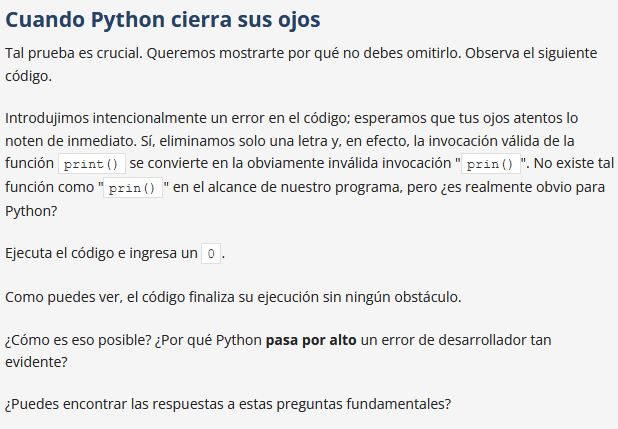 Cuando Python cierra sus ojos
Tal prueba es crucial. Queremos mostrarte por qué no debes omitirlo. Observa el siguiente
código.
Introdujimos intencionalmente un error en el código; esperamos que tus ojos atentos lo
noten de inmediato. Sí, eliminamos solo una letra y, en efecto, la invocación válida de la
función print() se convierte en la obviamente inválida invocación "prin()". No existe tal
función como "prin()" en el alcance de nuestro programa, pero ¿es realmente obvio para
Python?
Ejecuta el código e ingresa un 0.
Como puedes ver, el código finaliza su ejecución sin ningún obstáculo.
¿Cómo es eso posible? ¿Por qué Python pasa por alto un error de desarrollador tan
evidente?
¿Puedes encontrar las respuestas a estas preguntas fundamentales?